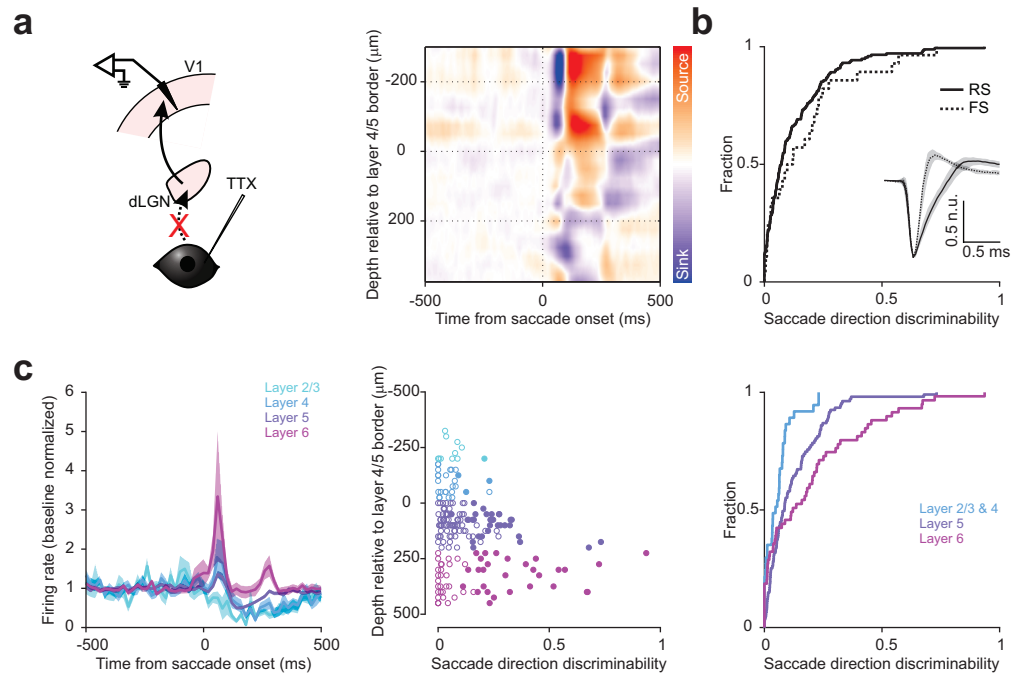 a
V1
dLGN
TTX
X
Depth relative to layer 4/5 border (μm)
-200
0
200
-500
0
500
Time from saccade onset (ms)
Source
Sink
b
Fraction
1
0.5
0
RS
FS
0.5 n.u.
0.5 ms
0
0.5
1
Saccade direction discriminability
c
Firing rate (baseline normalized)
6
5
4
3
2
1
0
Layer 2/3
Layer 4
Layer 5
Layer 6
-500
0
500
Time from saccade onset (ms)
Depth relative to layer 4/5 border (μm)
-500
-250
0
250
500
0
0.5
1
Saccade direction discriminability
Fraction
1
0.5
0
Layer 2/3 & 4
Layer 5
Layer 6
0
0.5
1
Saccade direction discriminability